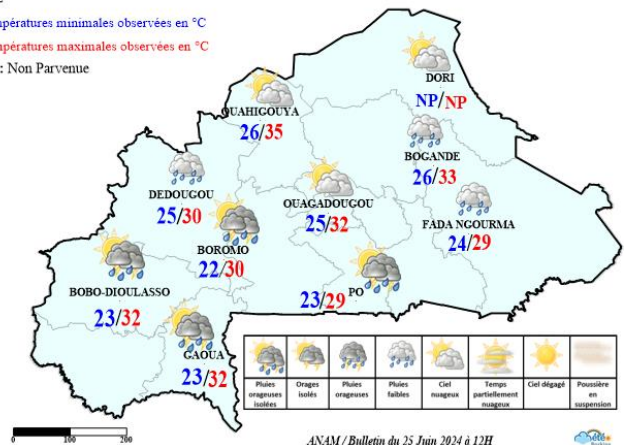 mpératures minimales observées en °C
mpératures maximales observées en °C
: Non Parvenue
DORI
NP/NP
OUAHIGOUYA
26/35
BOGANDE
26/33
DEDOUGOU
25/30
OUAGADOUGOU
25/32
FADA NGOURMA
24/29
BOROMO
22/30
BOBO-DIOULASSO
23/32
PO
23/29
GAOUA
23/32
Pluies orageuses isolées
Orages isolés
Pluies orageuses
Pluies faibles
Ciel nuageux
Temps partiellement nuageux
Ciel dégagé
Poussière en suspension
0 100 200
ANAM / Bulletin du 25 Juin 2024 à 12H